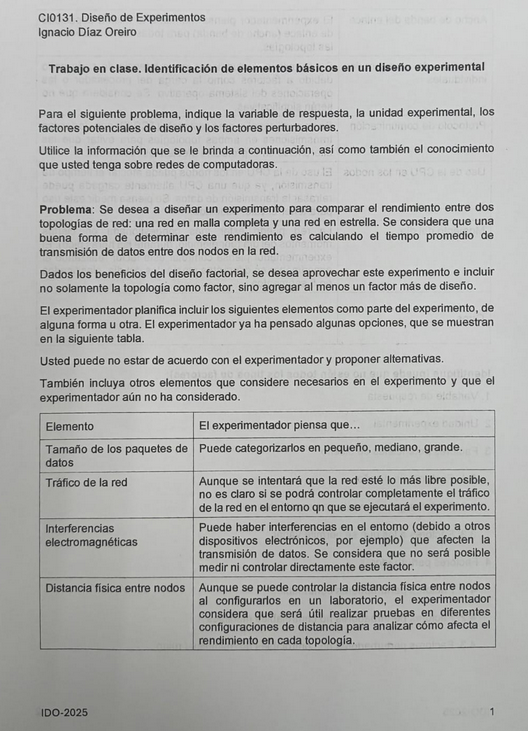 CI0131. Diseño de Experimentos
Ignacio Díaz Oreiro
Trabajo en clase. Identificación de elementos básicos en un diseño experimental
Para el siguiente problema, indique la variable de respuesta, la unidad experimental, los
factores potenciales de diseño y los factores perturbadores.
Utilice la información que se le brinda a continuación, así como también el conocimiento
que usted tenga sobre redes de computadoras.
Problema: Se desea a diseñar un experimento para comparar el rendimiento entre dos
topologías de red: una red en malla completa y una red en estrella. Se considera que una
buena forma de determinar este rendimiento es calculando el tiempo promedio de
transmisión de datos entre dos nodos en la red.
Dados los beneficios del diseño factorial, se desea aprovechar este experimento e incluir
no solamente la topología como factor, sino agregar al menos un factor más de diseño.
El experimentador planifica incluir los siguientes elementos como parte del experimento, de
alguna forma u otra. El experimentador ya ha pensado algunas opciones, que se muestran
en la siguiente tabla.
Usted puede no estar de acuerdo con el experimentador y proponer alternativas.
También incluya otros elementos que considere necesarios en el experimento y que el
experimentador aún no ha considerado.
Elemento
El experimentador piensa que…
Tamaño de los paquetes de
datos
Puede categorizarlos en pequeño, mediano, grande.
Tráfico de la red
Aunque se intentará que la red esté lo más libre posible,
no es claro si se podrá controlar completamente el tráfico
de la red en el entorno qn que se ejecutará el experimento.
Interferencias
electromagnéticas
Puede haber interferencias en el entorno (debido a otros
dispositivos electrónicos, por ejemplo) que afecten la
transmisión de datos. Se considera que no será posible
medir ni controlar directamente este factor.
Distancia física entre nodos
Aunque se puede controlar la distancia física entre nodos
al configurarlos en un laboratorio, el experimentador
considera que será útil realizar pruebas en diferentes
configuraciones de distancia para analizar cómo afecta el
rendimiento en cada topología.
IDO-2025
1